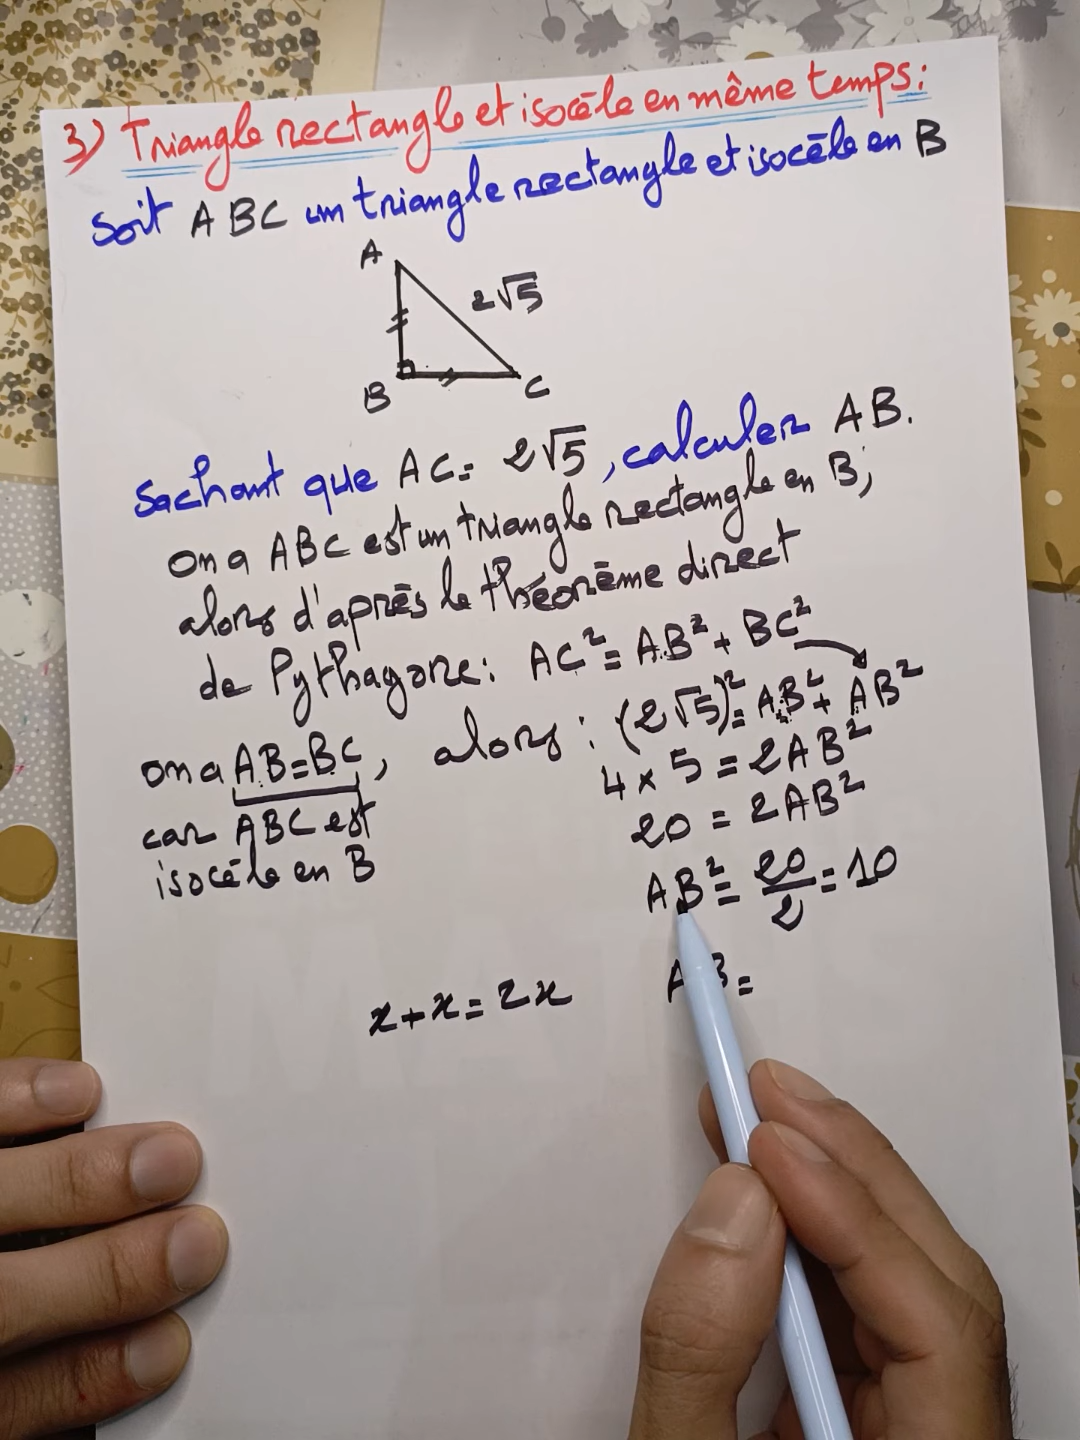 3) Triangle rectangle et isocèle en même temps:
Soit ABC un triangle rectangle et isocèle en B
A
2√5
B
C
Sachant que AC = 2√5, calculer AB.
on a ABC est un triangle rectangle en B,
alors d'après le théorème direct
de Pythagore: AC² = AB² + BC²
on a AB = BC, alors: (2√5)² = AB² + AB²
car ABC est
isocèle en B
4 × 5 = 2AB²
20 = 2AB²
AB² = 20/2 = 10
x + x = 2x
AB =